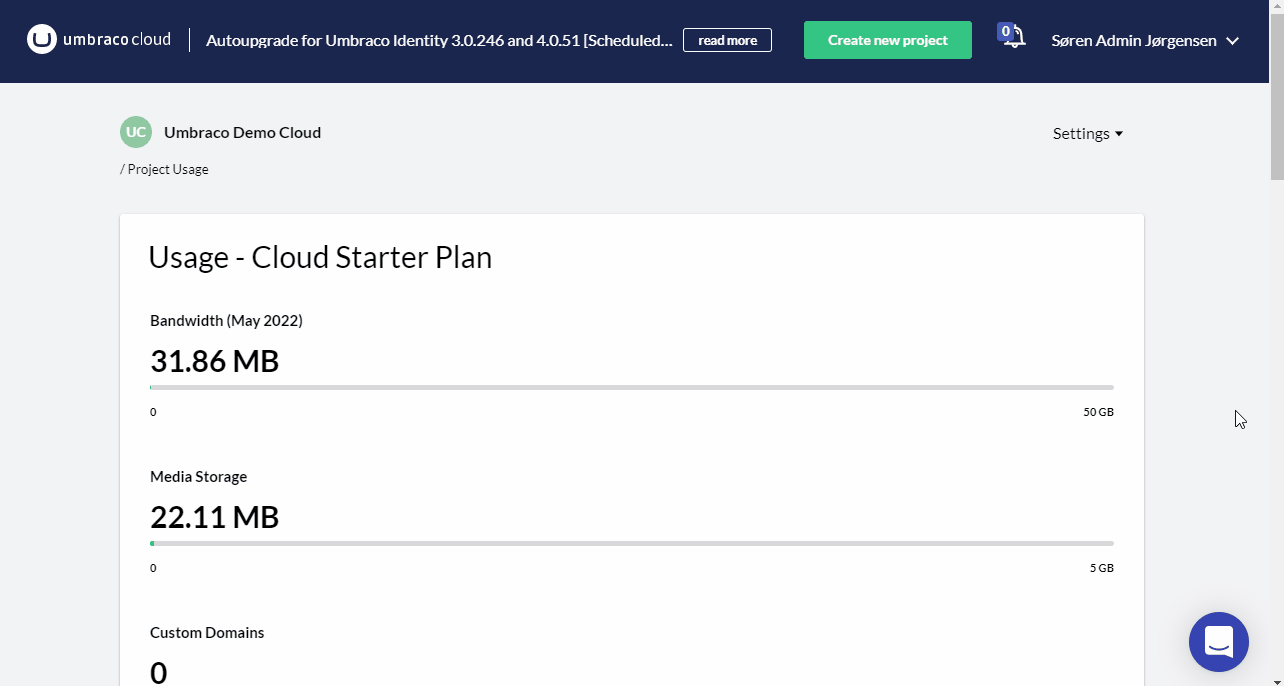 umbraco cloud
Autoupgrade for Umbraco Identity 3.0.246 and 4.0.51 [Scheduled...
read more
Create new project
0
Søren Admin Jørgensen
UC
Umbraco Demo Cloud
Settings
/ Project Usage
Usage - Cloud Starter Plan
Bandwidth (May 2022)
31.86 MB
0 50 GB
Media Storage
22.11 MB
0 5 GB
Custom Domains
0